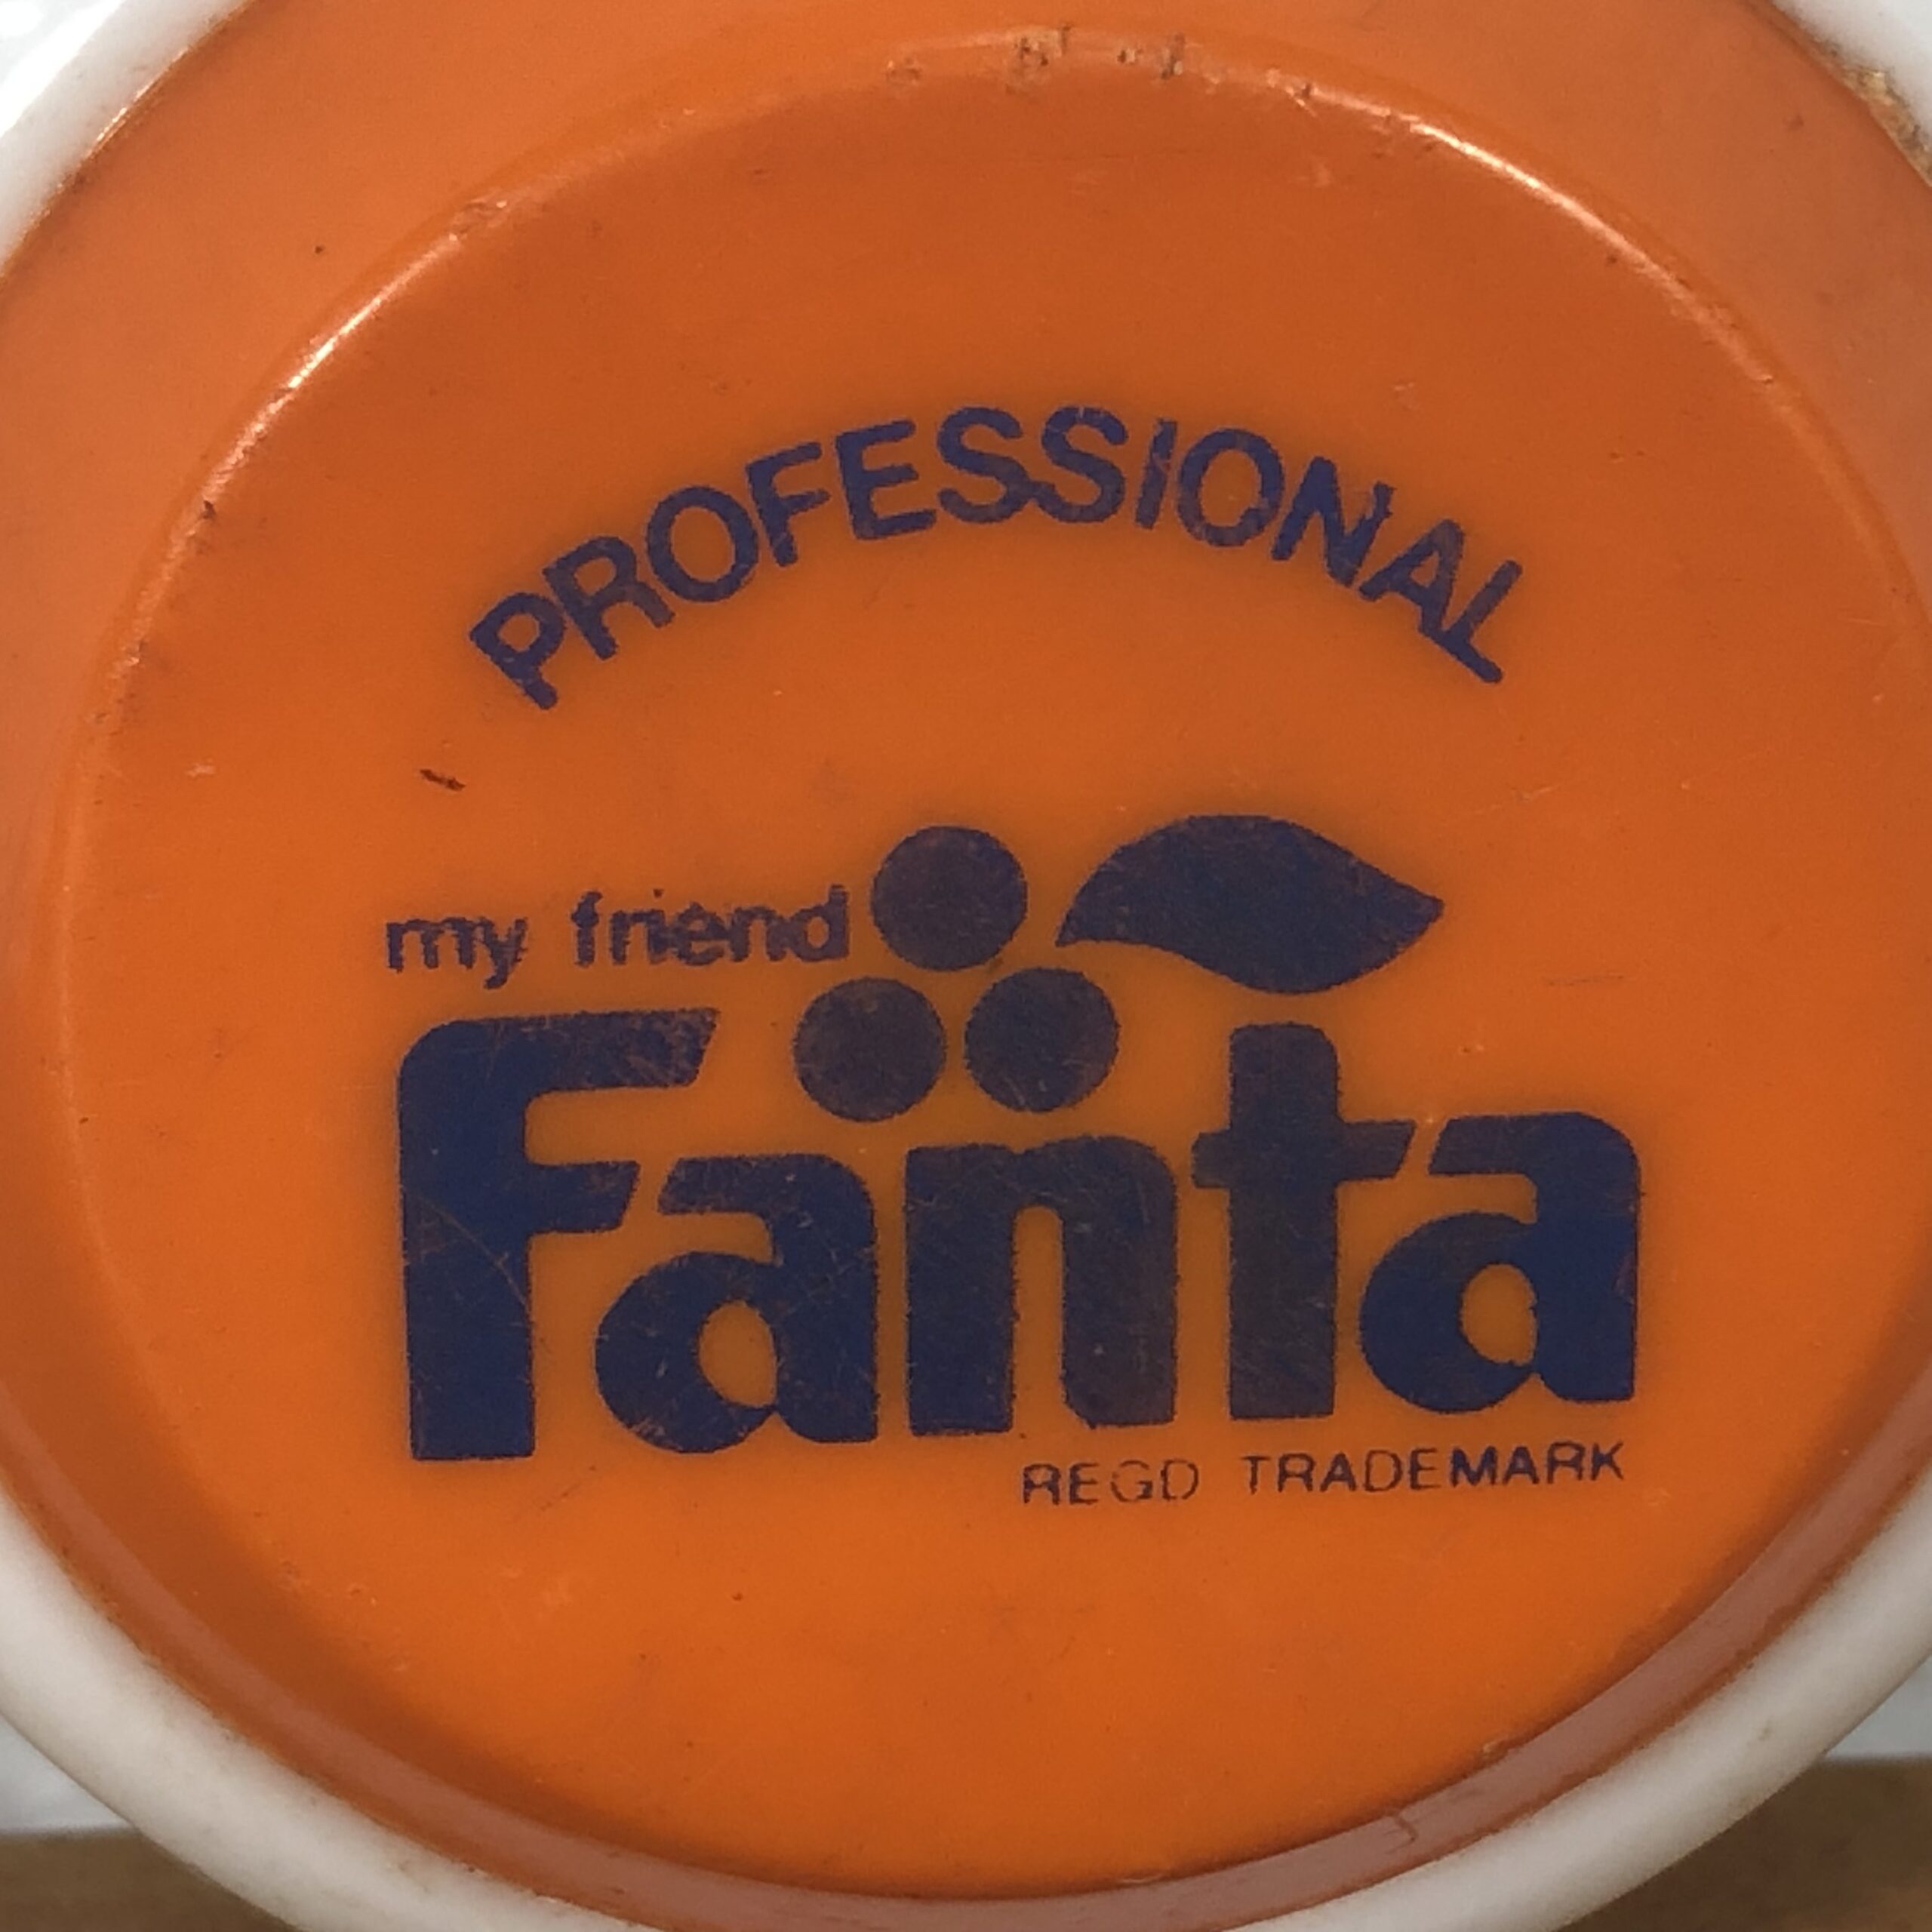 PROFESSIONAL
my friend
Fanta
REGD TRADEMARK